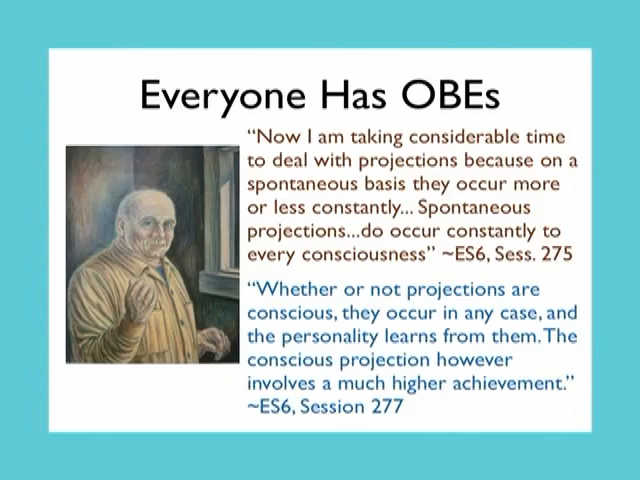 Everyone Has OBEs
“Now I am taking considerable time
to deal with projections because on a
spontaneous basis they occur more
or less constantly... Spontaneous
projections...do occur constantly to
every consciousness” ~ES6, Sess. 275
“Whether or not projections are
conscious, they occur in any case, and
the personality learns from them. The
conscious projection however
involves a much higher achievement.”
~ES6, Session 277